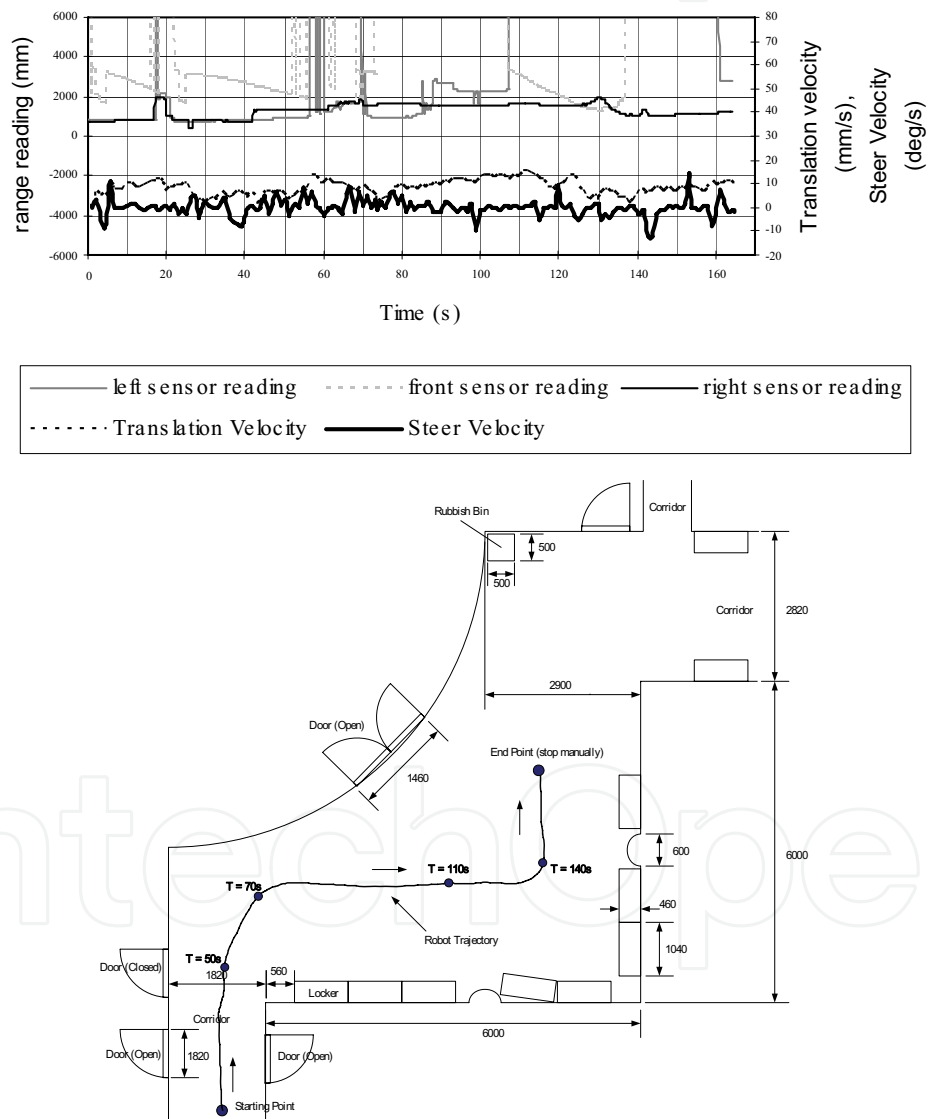 6000
4000
2000
0
-2000
-4000
-6000
range reading (mm)
80
70
60
50
40
30
20
10
0
-10
-20
Translation velocity
(mm/s),
Steer Velocity
(deg/s)
0
20
40
60
80
100
120
140
160
Time (s)
left sensor reading
front sensor reading
right sensor reading
Translation Velocity
Steer Velocity
Corridor
Rubbish Bin
500
500
Corridor
2820
2900
Door (Open)
End Point (stop manually)
1460
600
6000
T = 110s
T = 140s
T = 70s
460
Robot Trajectory
1040
T = 50s
Door (Closed)
1820
560
Locker
Corridor
6000
Door (Open)
1820
Door (Open)
Starting Point
ntechOpe